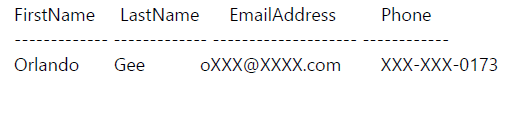 FirstName LastName EmailAddress Phone
------------- ------------- -------------------- ------------
Orlando Gee oXXX@XXXX.com XXX-XXX-0173